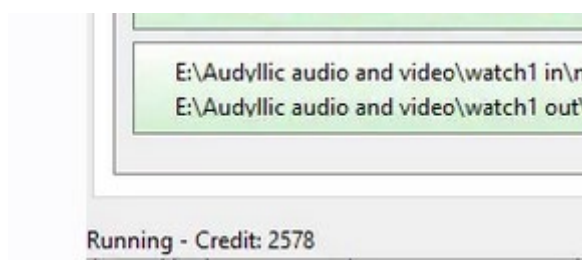 E:\Audyllic audio and video\watch1 in\
E:\Audyllic audio and video\watch1 out\
Running - Credit: 2578